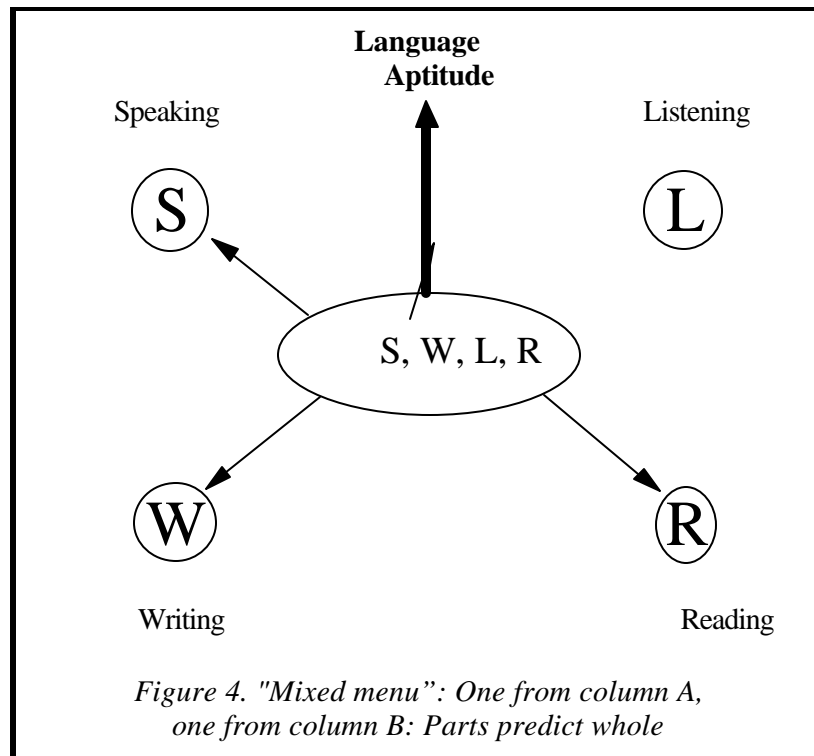 Language
Aptitude
Speaking
Listening
S
L
S, W, L, R
W
R
Writing
Reading
Figure 4. "Mixed menu”: One from column A,
one from column B: Parts predict whole